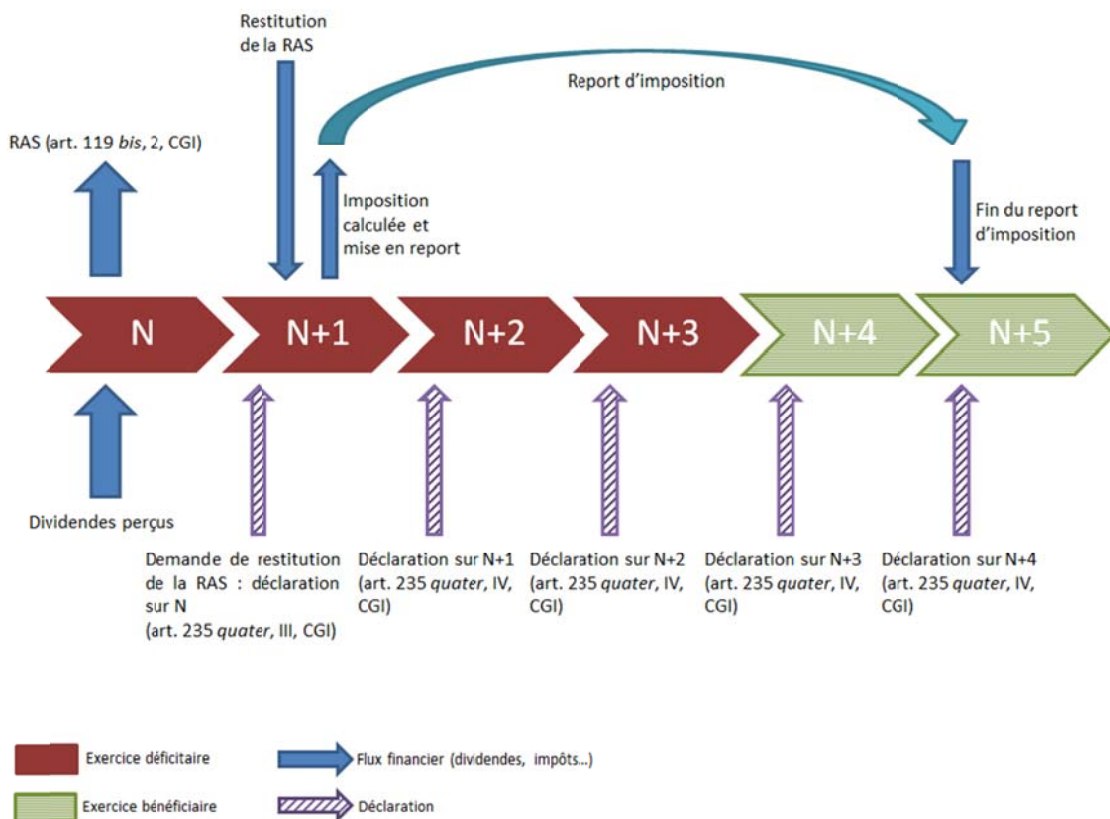 Restitution
de la RAS
Report d’imposition
RAS (art. 119 bis, 2, CGI)
Imposition
calculée et
mise en report
Fin du report
d’imposition
N
N+1
N+2
N+3
N+4
N+5
Dividendes perçus
Demande de restitution
de la RAS : déclaration
sur N
(art. 235 quater, III, CGI)
Déclaration sur N+1
(art. 235 quater, IV,
CGI)
Déclaration sur N+2
(art. 235 quater, IV,
CGI)
Déclaration sur N+3
(art. 235 quater, IV,
CGI)
Déclaration sur N+4
(art. 235 quater, IV,
CGI)
Exercice déficitaire
Flux financier (dividendes, impôts...)
Exercice bénéficiaire
Déclaration